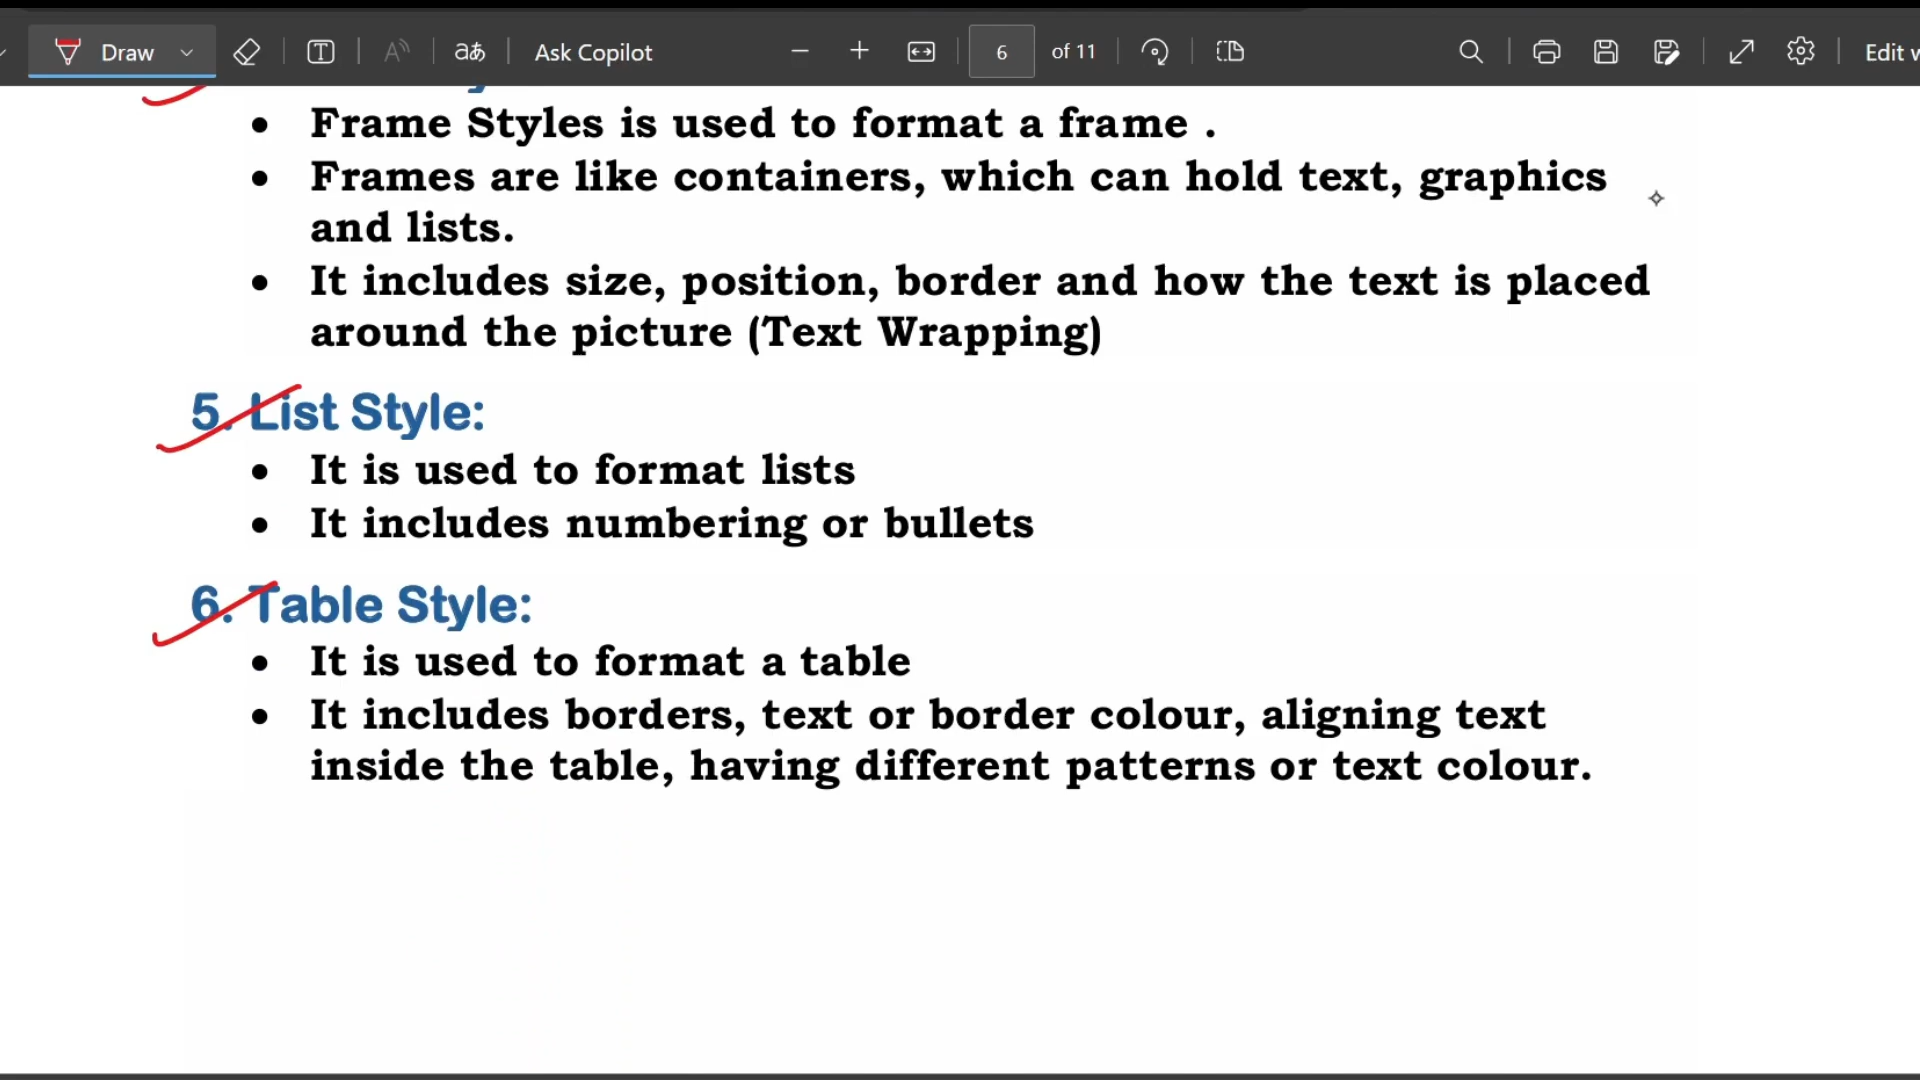 Draw
aあ
Ask Copilot
6 of 11
Edit
• Frame Styles is used to format a frame .
• Frames are like containers, which can hold text, graphics
and lists.
• It includes size, position, border and how the text is placed
around the picture (Text Wrapping)
5. List Style:
• It is used to format lists
• It includes numbering or bullets
6. Table Style:
• It is used to format a table
• It includes borders, text or border colour, aligning text
inside the table, having different patterns or text colour.